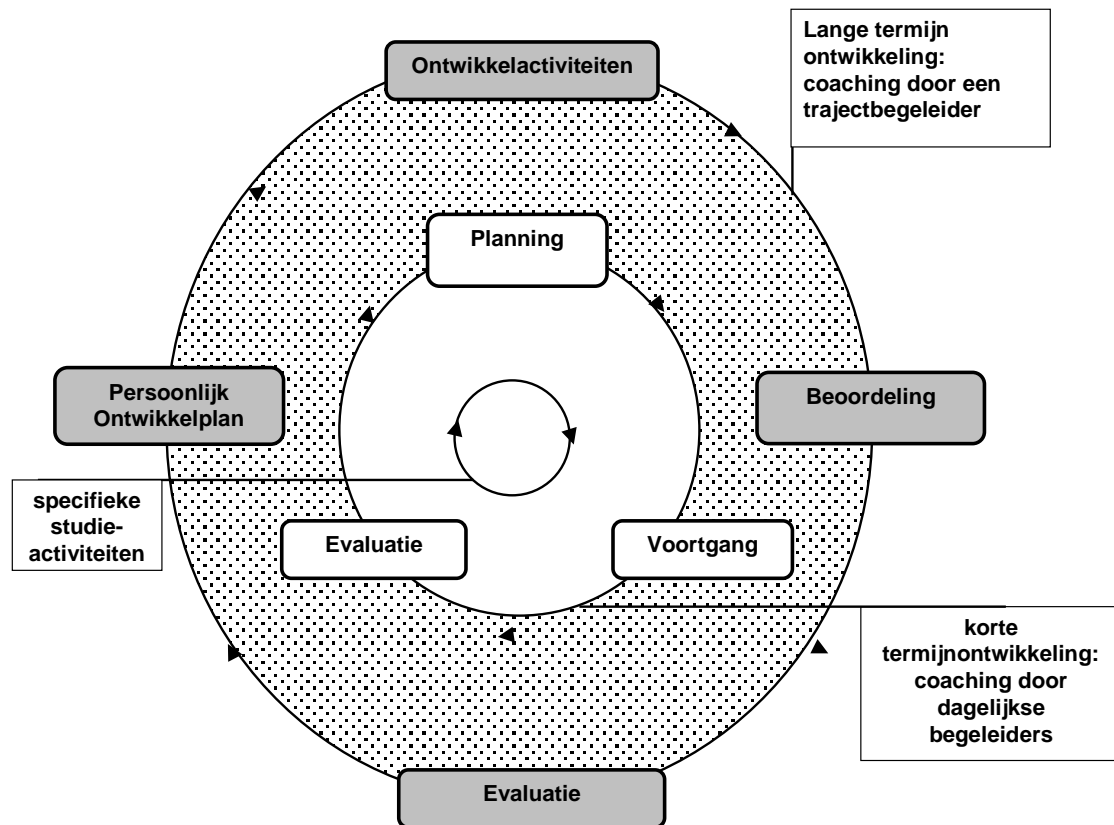 Lange termijn
ontwikkeling:
coaching door een
trajectbegeleider
Ontwikkelactiviteiten
Planning
Persoonlijk
Ontwikkelplan
Beoordeling
specifieke
studie-
activiteiten
Evaluatie
Voortgang
korte
termijnontwikkeling:
coaching door
dagelijkse
begeleiders
Evaluatie